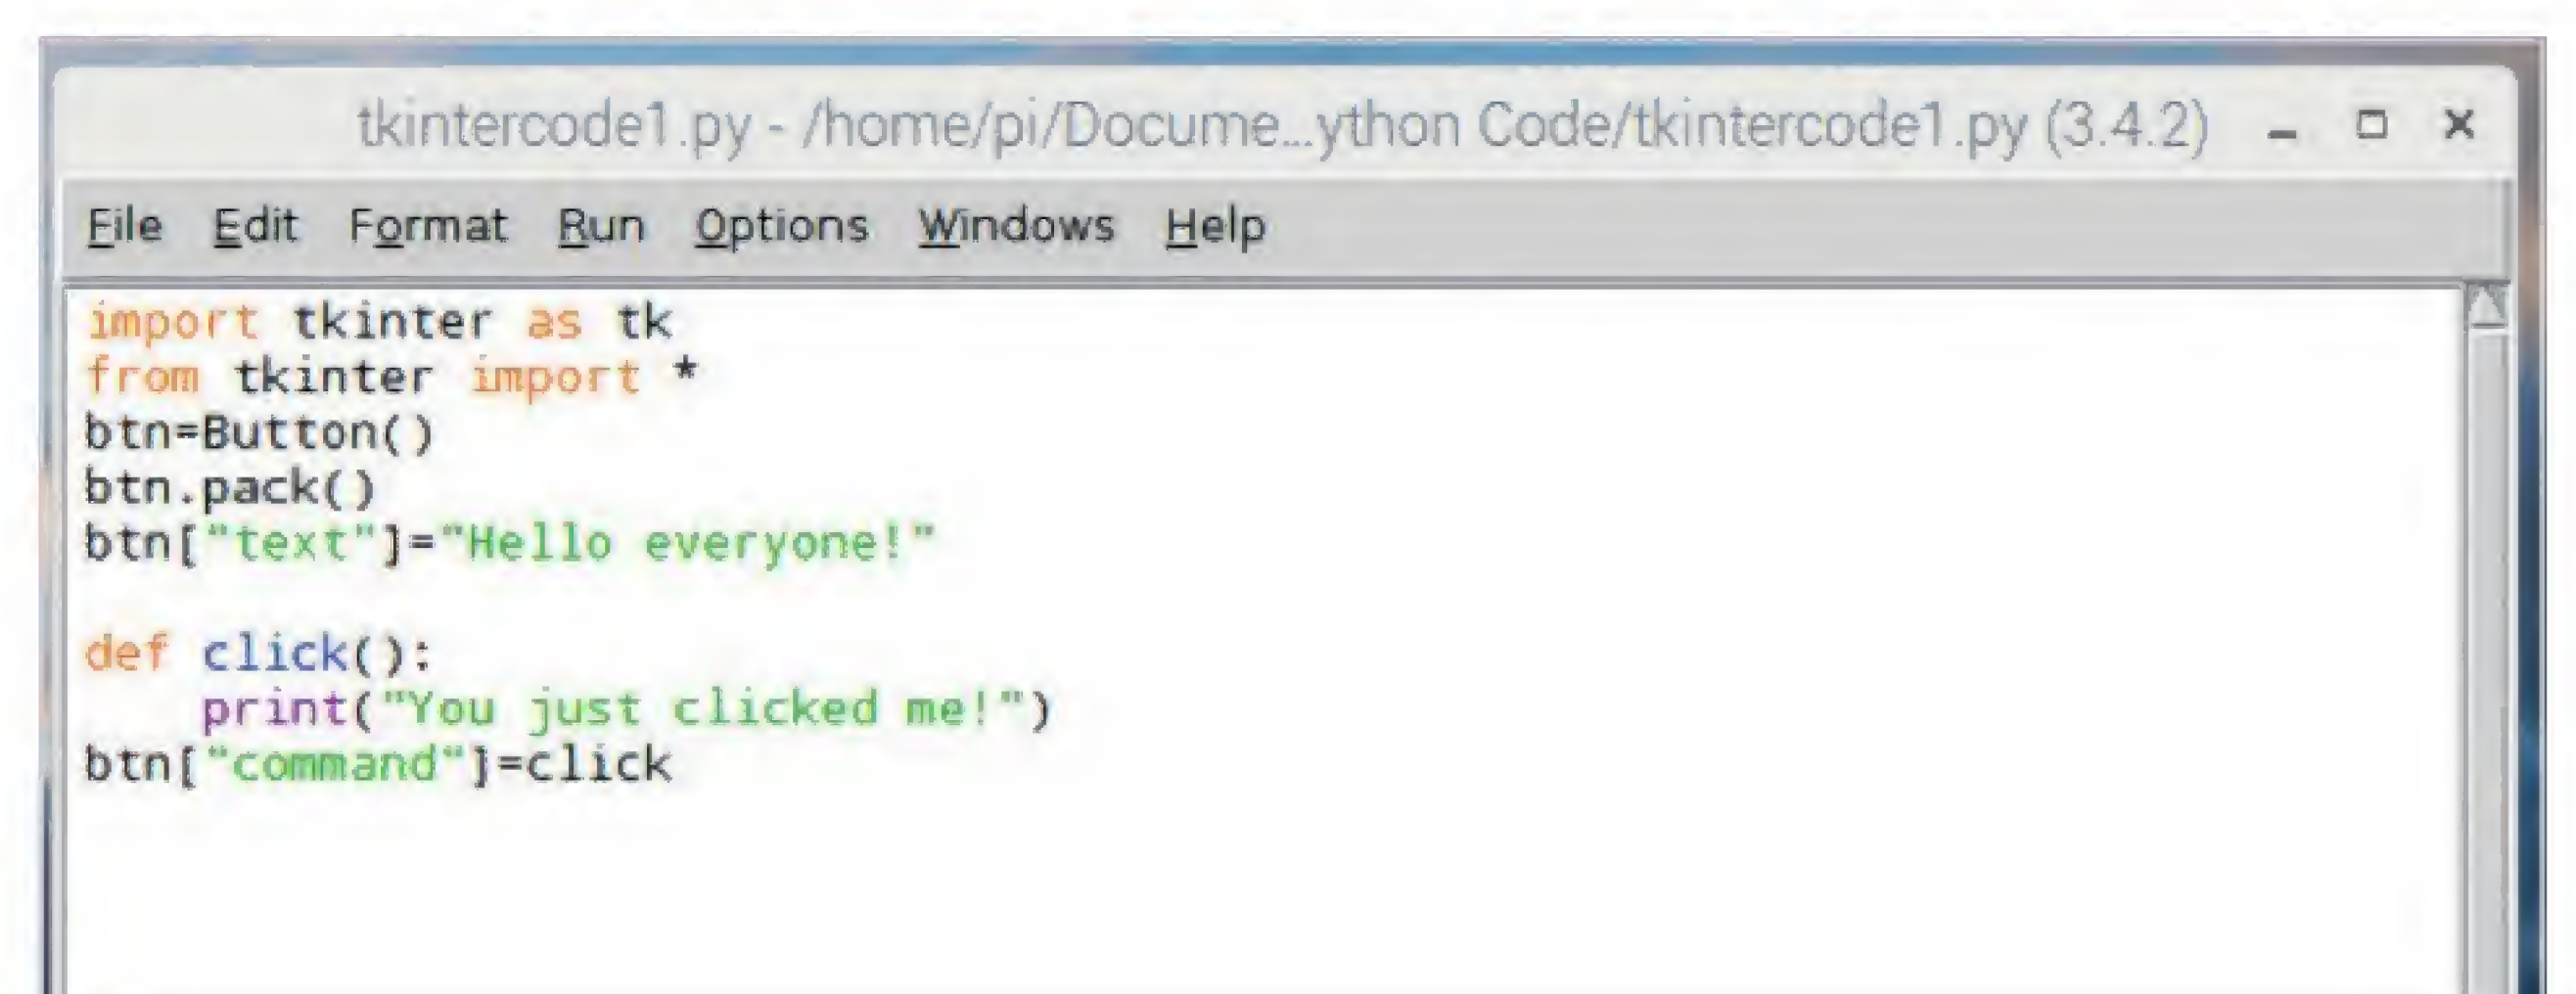 tkintercode1.py - /home/pi/Docume...ython Code/tkintercode1.py (3.4.2)
File Edit Format Run Options Windows Help
import tkinter as tk
from tkinter import *
btn=Button()
btn.pack()
btn["text"]="Hello everyone!"
def click():
    print("You just clicked me!")
btn["command"]=click